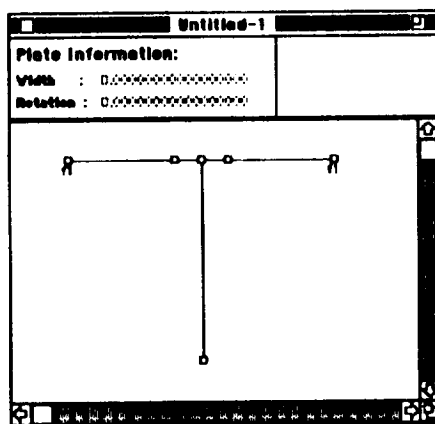 Untitled-1
Plate Information:
Width :
Rotation :